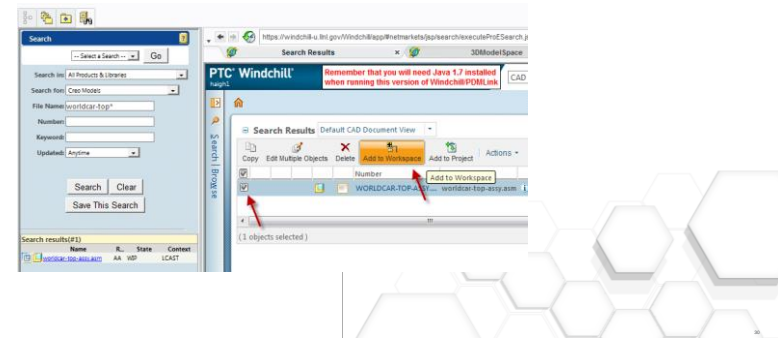 Search
-- Select a Search --
Go
Search in: All Products & Libraries
Search for: Creo Models
File Name: worldcar-top*
Number:
Keyword:
Updated: Anytime
Search Clear
Save This Search
Search results(#1)
Name R... State Context
worldcar-top-assy.asm AA WIP LCAST
https://windchill-u.llnl.gov/Windchill/app/#netmarkets/jsp/search/executeProESearch.js
Search Results × 3DModelSpace
PTC Windchill
haigh1
Remember that you will need Java 1.7 installed
when running this version of Windchill/PDMLink
CAD
Search | Browse
Search Results Default CAD Document View
Copy Edit Multiple Objects Delete Add to Workspace Add to Project Actions
Number Add to Workspace
WORLDCAR-TOP-ASSY.... worldcar-top-assy.asm
(1 objects selected)